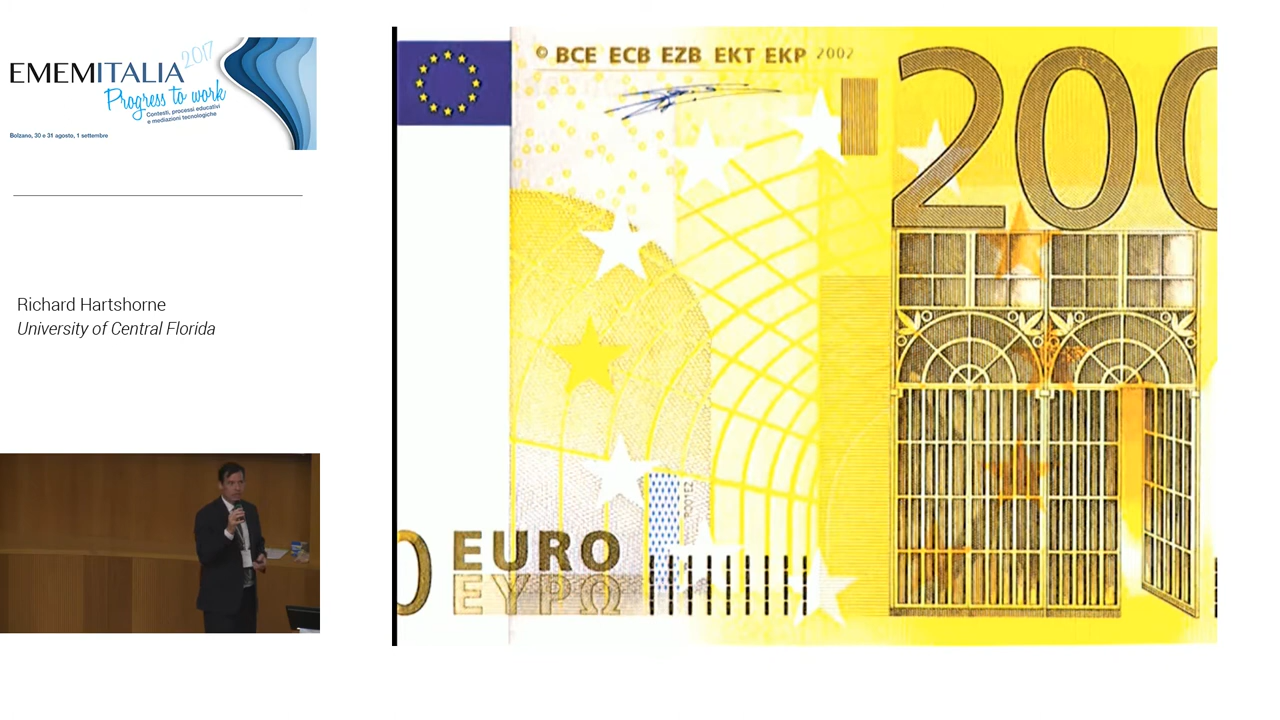 EMEMITALIA 2017
Progress to work
Contesti, processi educativi
e mediazioni tecnologiche
Bolzano, 30 e 31 agosto, 1 settembre
Richard Hartshorne
University of Central Florida
© BCE ECB EZB EKT EKP 2002
200
0 EURO
ΕΥΡΩ